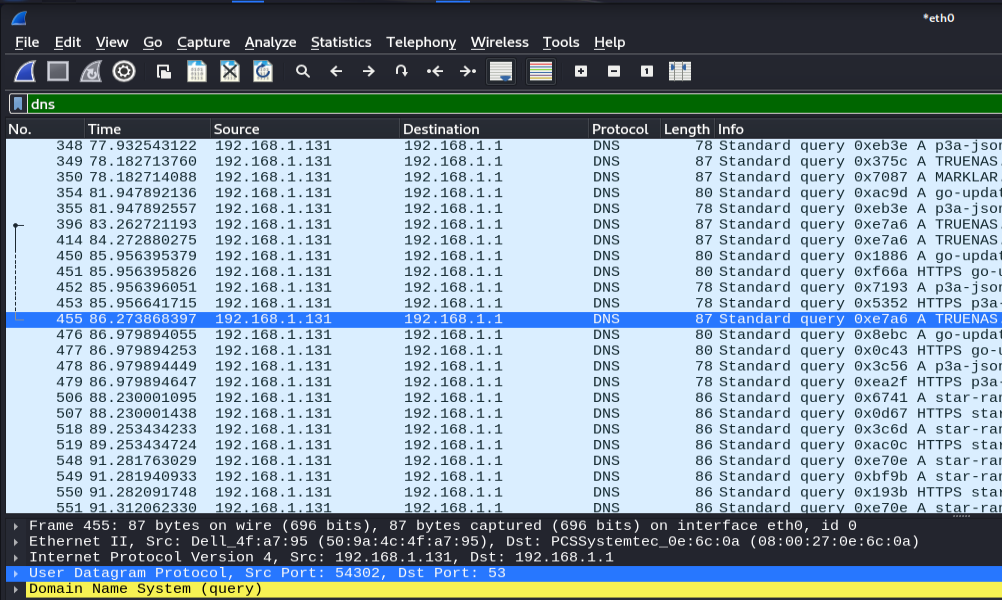 *eth0
File Edit View Go Capture Analyze Statistics Telephony Wireless Tools Help
dns
No. Time Source Destination Protocol Length Info
348 77.932543122 192.168.1.131 192.168.1.1 DNS 78 Standard query 0xeb3e A p3a-json
349 78.182713760 192.168.1.131 192.168.1.1 DNS 87 Standard query 0x375c A TRUENAS.
350 78.182714088 192.168.1.131 192.168.1.1 DNS 87 Standard query 0x7087 A MARKLAR.
354 81.947892136 192.168.1.131 192.168.1.1 DNS 80 Standard query 0xac9d A go-updat
355 81.947892557 192.168.1.131 192.168.1.1 DNS 78 Standard query 0xeb3e A p3a-json
396 83.262721193 192.168.1.131 192.168.1.1 DNS 87 Standard query 0xe7a6 A TRUENAS.
414 84.272880275 192.168.1.131 192.168.1.1 DNS 87 Standard query 0xe7a6 A TRUENAS.
450 85.956395379 192.168.1.131 192.168.1.1 DNS 80 Standard query 0x1886 A go-updat
451 85.956395826 192.168.1.131 192.168.1.1 DNS 80 Standard query 0xf66a HTTPS go-u
452 85.956396051 192.168.1.131 192.168.1.1 DNS 78 Standard query 0x7193 A p3a-json
453 85.956641715 192.168.1.131 192.168.1.1 DNS 78 Standard query 0x5352 HTTPS p3a-
455 86.273868397 192.168.1.131 192.168.1.1 DNS 87 Standard query 0xe7a6 A TRUENAS.
476 86.979894055 192.168.1.131 192.168.1.1 DNS 80 Standard query 0x8ebc A go-updat
477 86.979894253 192.168.1.131 192.168.1.1 DNS 80 Standard query 0x0c43 HTTPS go-u
478 86.979894449 192.168.1.131 192.168.1.1 DNS 78 Standard query 0x3c56 A p3a-json
479 86.979894647 192.168.1.131 192.168.1.1 DNS 78 Standard query 0xea2f HTTPS p3a-
506 88.230001095 192.168.1.131 192.168.1.1 DNS 86 Standard query 0x6741 A star-ran
507 88.230001438 192.168.1.131 192.168.1.1 DNS 86 Standard query 0x0d67 HTTPS star
518 89.253434233 192.168.1.131 192.168.1.1 DNS 86 Standard query 0x3c6d A star-ran
519 89.253434724 192.168.1.131 192.168.1.1 DNS 86 Standard query 0xac0c HTTPS star
548 91.281763029 192.168.1.131 192.168.1.1 DNS 86 Standard query 0xe70e A star-ran
549 91.281940933 192.168.1.131 192.168.1.1 DNS 86 Standard query 0xbf9b A star-ran
550 91.282091748 192.168.1.131 192.168.1.1 DNS 86 Standard query 0x193b HTTPS star
551 91.312062330 192.168.1.131 192.168.1.1 DNS 86 Standard query 0xe70e A star-ran
Frame 455: 87 bytes on wire (696 bits), 87 bytes captured (696 bits) on interface eth0, id 0
Ethernet II, Src: Dell_4f:a7:95 (50:9a:4c:4f:a7:95), Dst: PCSSystemtec_0e:6c:0a (08:00:27:0e:6c:0a)
Internet Protocol Version 4, Src: 192.168.1.131, Dst: 192.168.1.1
User Datagram Protocol, Src Port: 54302, Dst Port: 53
Domain Name System (query)